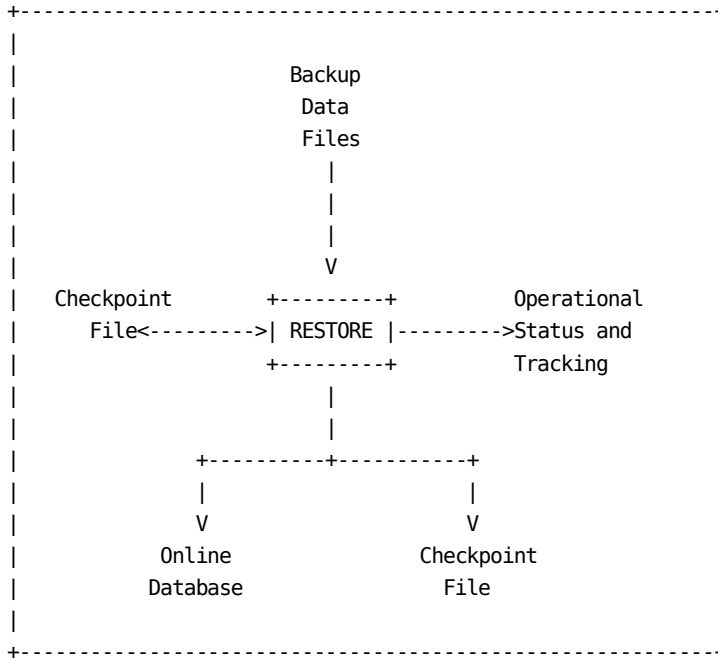 Backup
Data
Files
Checkpoint +---------+ Operational
File<--------->| RESTORE |--------->Status and
+---------+ Tracking
V
Online Checkpoint
Database File